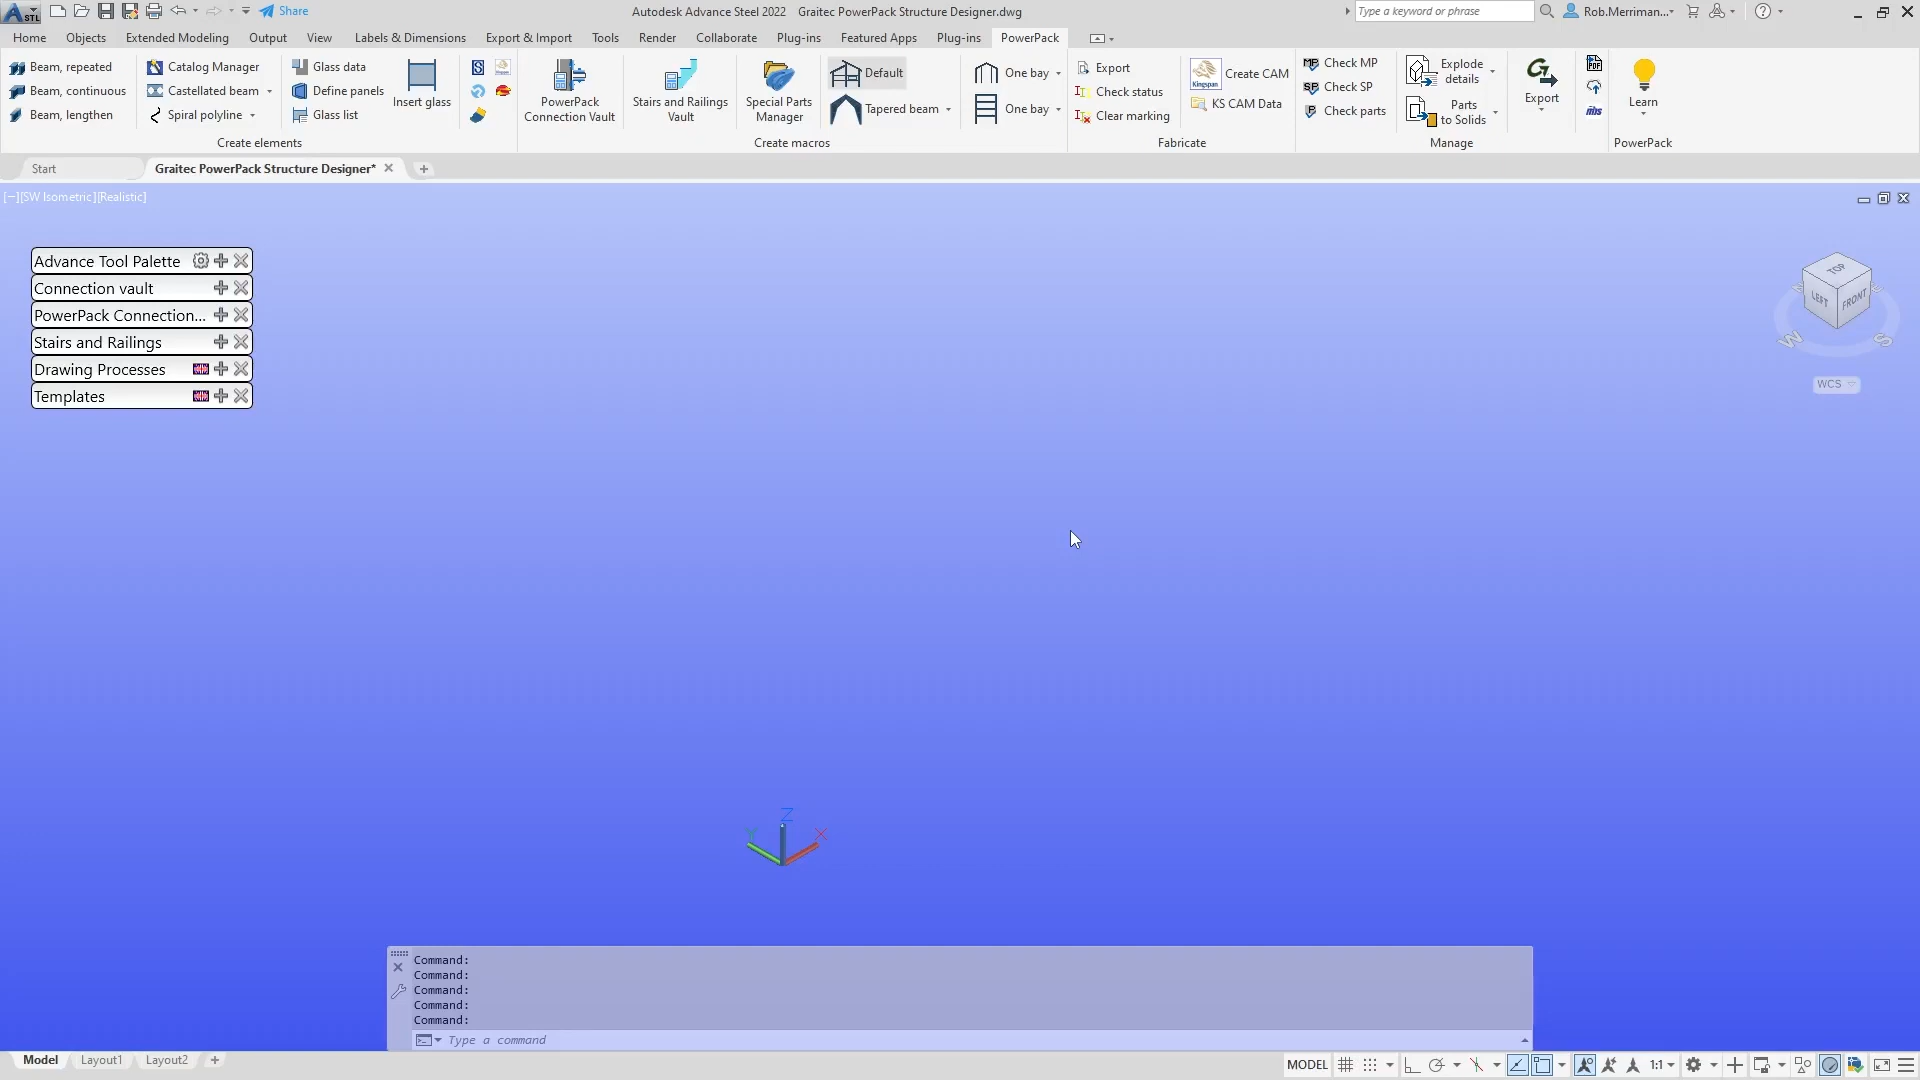 STL
Share
Autodesk Advance Steel 2022 Graitec PowerPack Structure Designer.dwg
Type a keyword or phrase
Rob.Merriman...
Home Objects Extended Modeling Output View Labels & Dimensions Export & Import Tools Render Collaborate Plug-ins Featured Apps Plug-ins PowerPack
Beam, repeated
Beam, continuous
Beam, lengthen
Catalog Manager
Castellated beam
Spiral polyline
Glass data
Define panels
Glass list
Insert glass
Create elements
PowerPack
Connection Vault
Stairs and Railings
Vault
Special Parts
Manager
Default
Tapered beam
One bay
One bay
Create macros
Export
Check status
Clear marking
Kingspan
Create CAM
KS CAM Data
Fabricate
Check MP
Check SP
Check parts
Explode
details
Parts
to Solids
Export
Manage
PDF
Learn
PowerPack
Start
Graitec PowerPack Structure Designer*
[−][SW Isometric][Realistic]
Advance Tool Palette
Connection vault
PowerPack Connection...
Stairs and Railings
Drawing Processes
Templates
TOP
LEFT
FRONT
W
S
WCS
Z
Y
X
Command:
Command:
Command:
Command:
Command:
Type a command
Model
Layout1
Layout2
MODEL
1:1